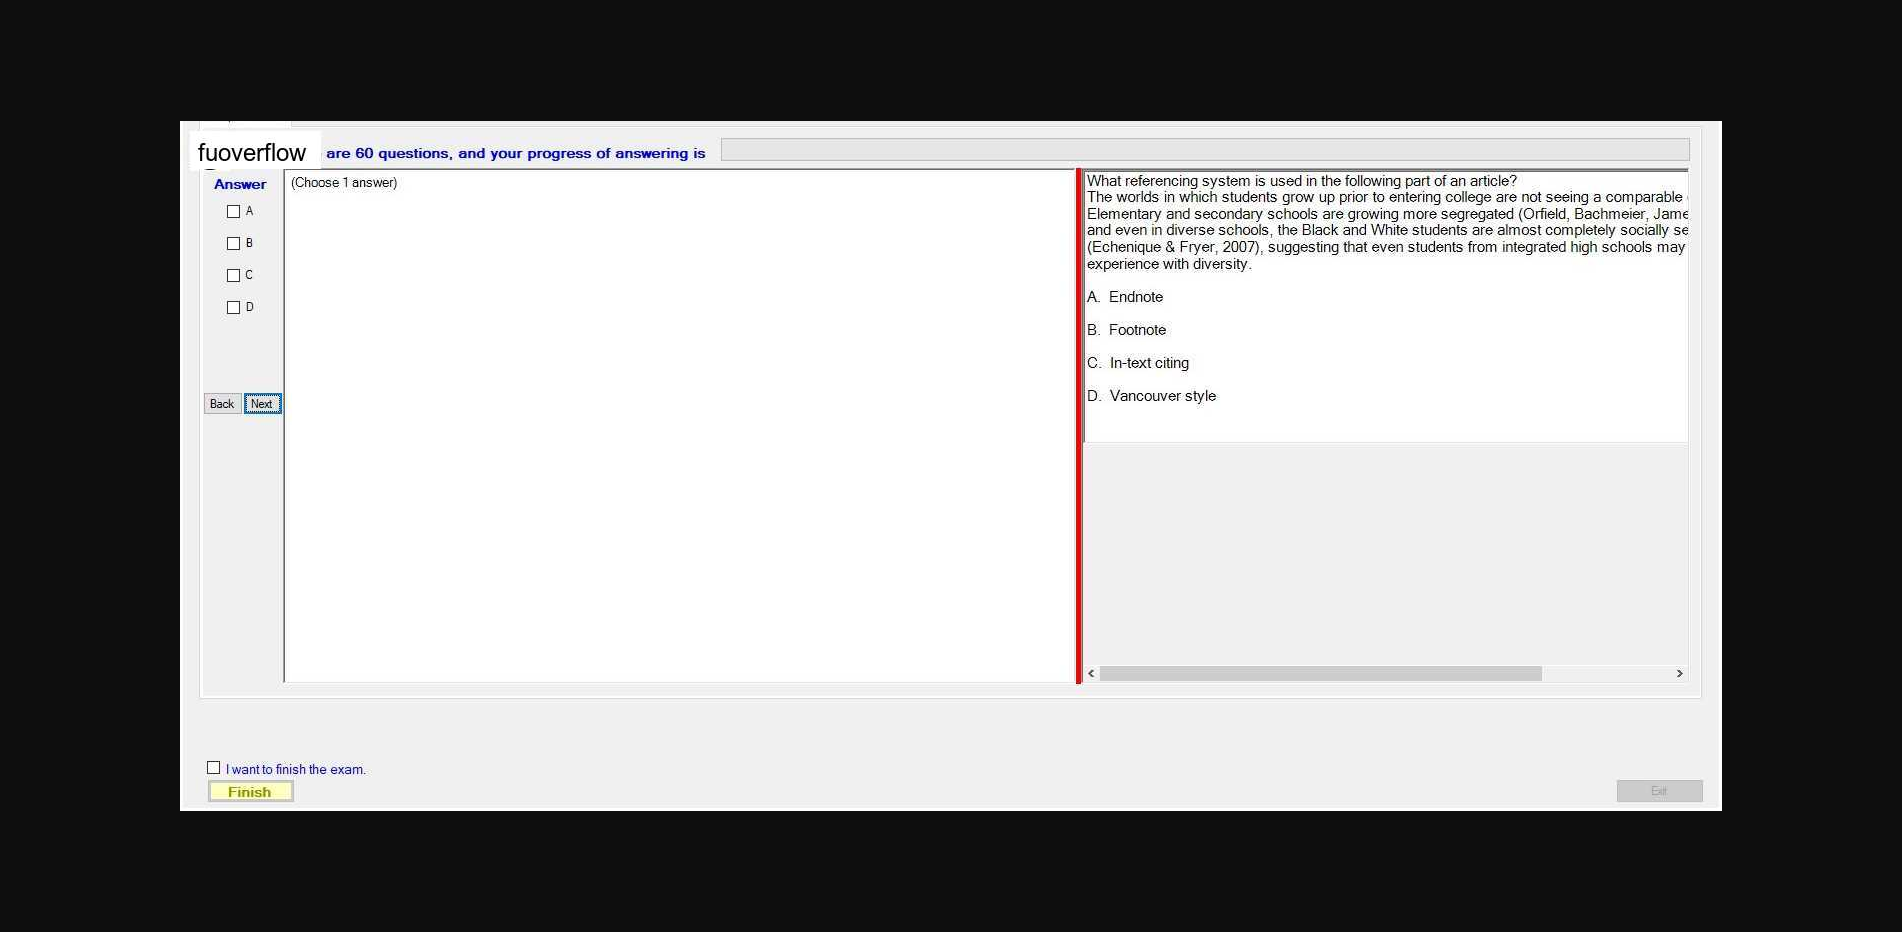 fuoverflow are 60 questions, and your progress of answering is
Answer
(Choose 1 answer)
A
B
C
D
Back Next
What referencing system is used in the following part of an article?
The worlds in which students grow up prior to entering college are not seeing a comparable
Elementary and secondary schools are growing more segregated (Orfield, Bachmeier, Jame
and even in diverse schools, the Black and White students are almost completely socially se
(Echenique & Fryer, 2007), suggesting that even students from integrated high schools may
experience with diversity.
A. Endnote
B. Footnote
C. In-text citing
D. Vancouver style
I want to finish the exam.
Finish
Exit